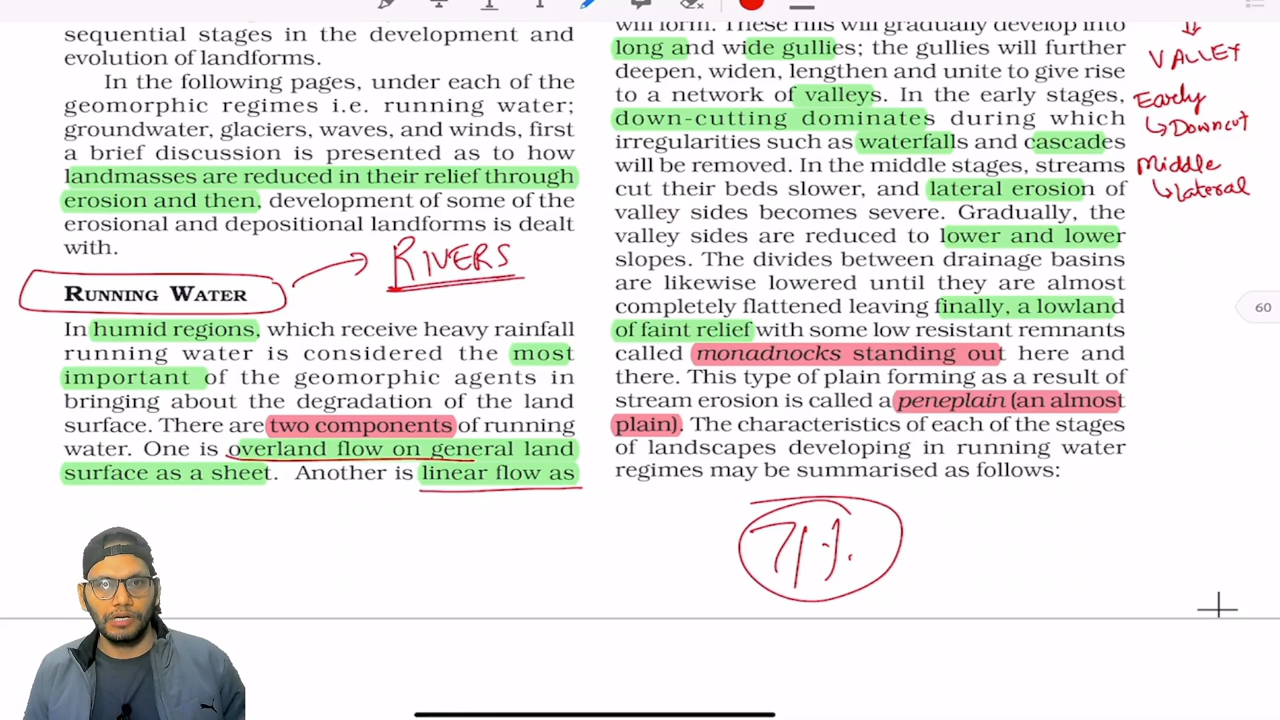 sequential stages in the development and
evolution of landforms.
In the following pages, under each of the
geomorphic regimes i.e. running water;
groundwater, glaciers, waves, and winds, first
a brief discussion is presented as to how
landmasses are reduced in their relief through
erosion and then, development of some of the
erosional and depositional landforms is dealt
with.
RIVERS
RUNNING WATER
In humid regions, which receive heavy rainfall
running water is considered the most
important of the geomorphic agents in
bringing about the degradation of the land
surface. There are two components of running
water. One is overland flow on general land
surface as a sheet. Another is linear flow as
will form. These rills will gradually develop into
long and wide gullies; the gullies will further
deepen, widen, lengthen and unite to give rise
to a network of valleys. In the early stages,
down-cutting dominates during which
irregularities such as waterfalls and cascades
will be removed. In the middle stages, streams
cut their beds slower, and lateral erosion of
valley sides becomes severe. Gradually, the
valley sides are reduced to lower and lower
slopes. The divides between drainage basins
are likewise lowered until they are almost
completely flattened leaving finally, a lowland
of faint relief with some low resistant remnants
called monadnocks standing out here and
there. This type of plain forming as a result of
stream erosion is called a peneplain (an almost
plain). The characteristics of each of the stages
of landscapes developing in running water
regimes may be summarised as follows:
71%
VALLEY
Early
Downcut
Middle
lateral
60